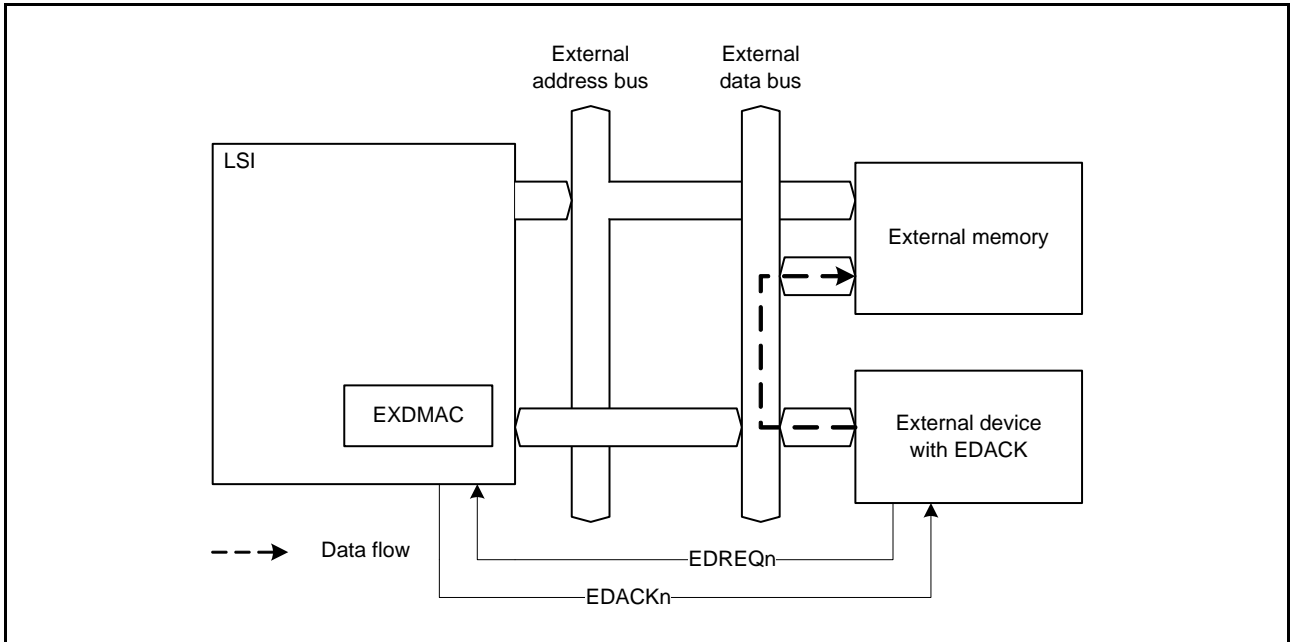 External
address bus
External
data bus
LSI
External memory
EXDMAC
External device
with EDACK
Data flow
EDREQn
EDACKn